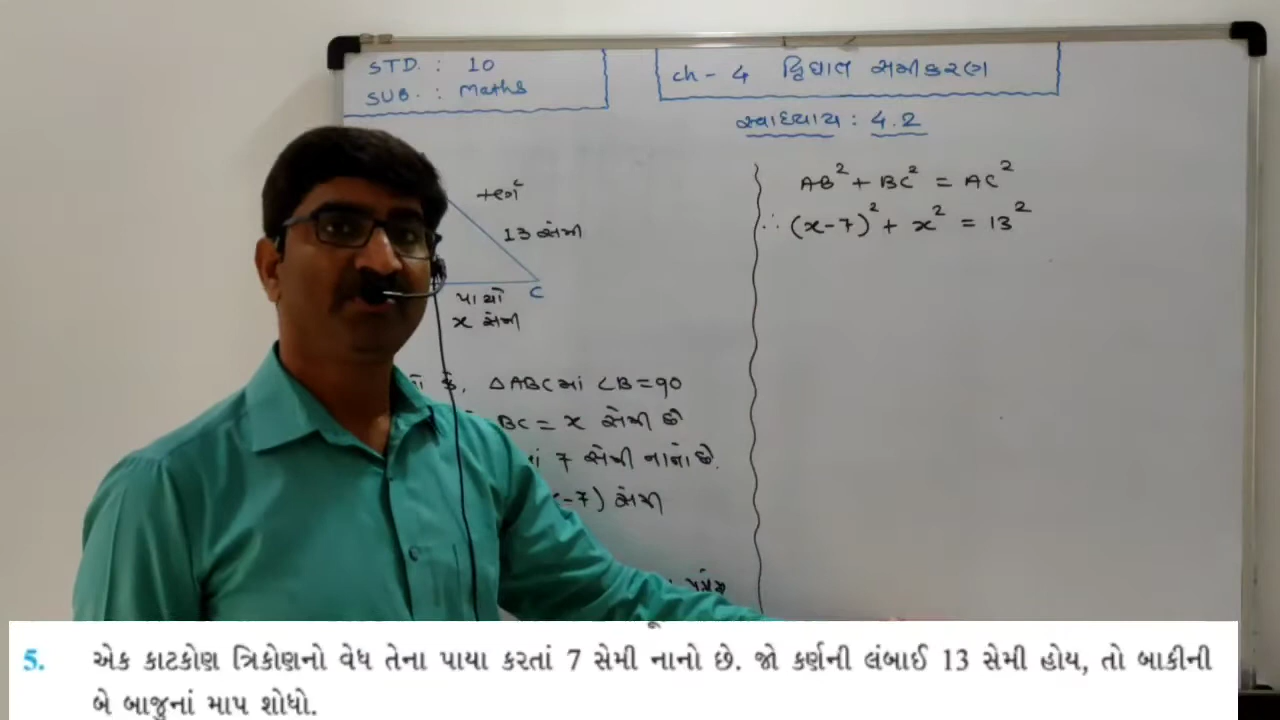 STD. : 10
SUB. : Maths
ch - 4 દ્વિઘાત સમીકરણ
સ્વાધ્યાય : 4.2
કર્ણ
13 સેમી
C
પાયો
x સેમી
કે, △ABCમાં ∠B=90
BC = x સેમી છે
7 સેમી નાનો છે.
-7) સેમી
AB² + BC² = AC²
∴ (x-7)² + x² = 13²
5. એક કાટકોણ ત્રિકોણનો વેધ તેના પાયા કરતાં 7 સેમી નાનો છે. જો કર્ણની લંબાઈ 13 સેમી હોય, તો બાકીની
બે બાજુનાં માપ શોધો.